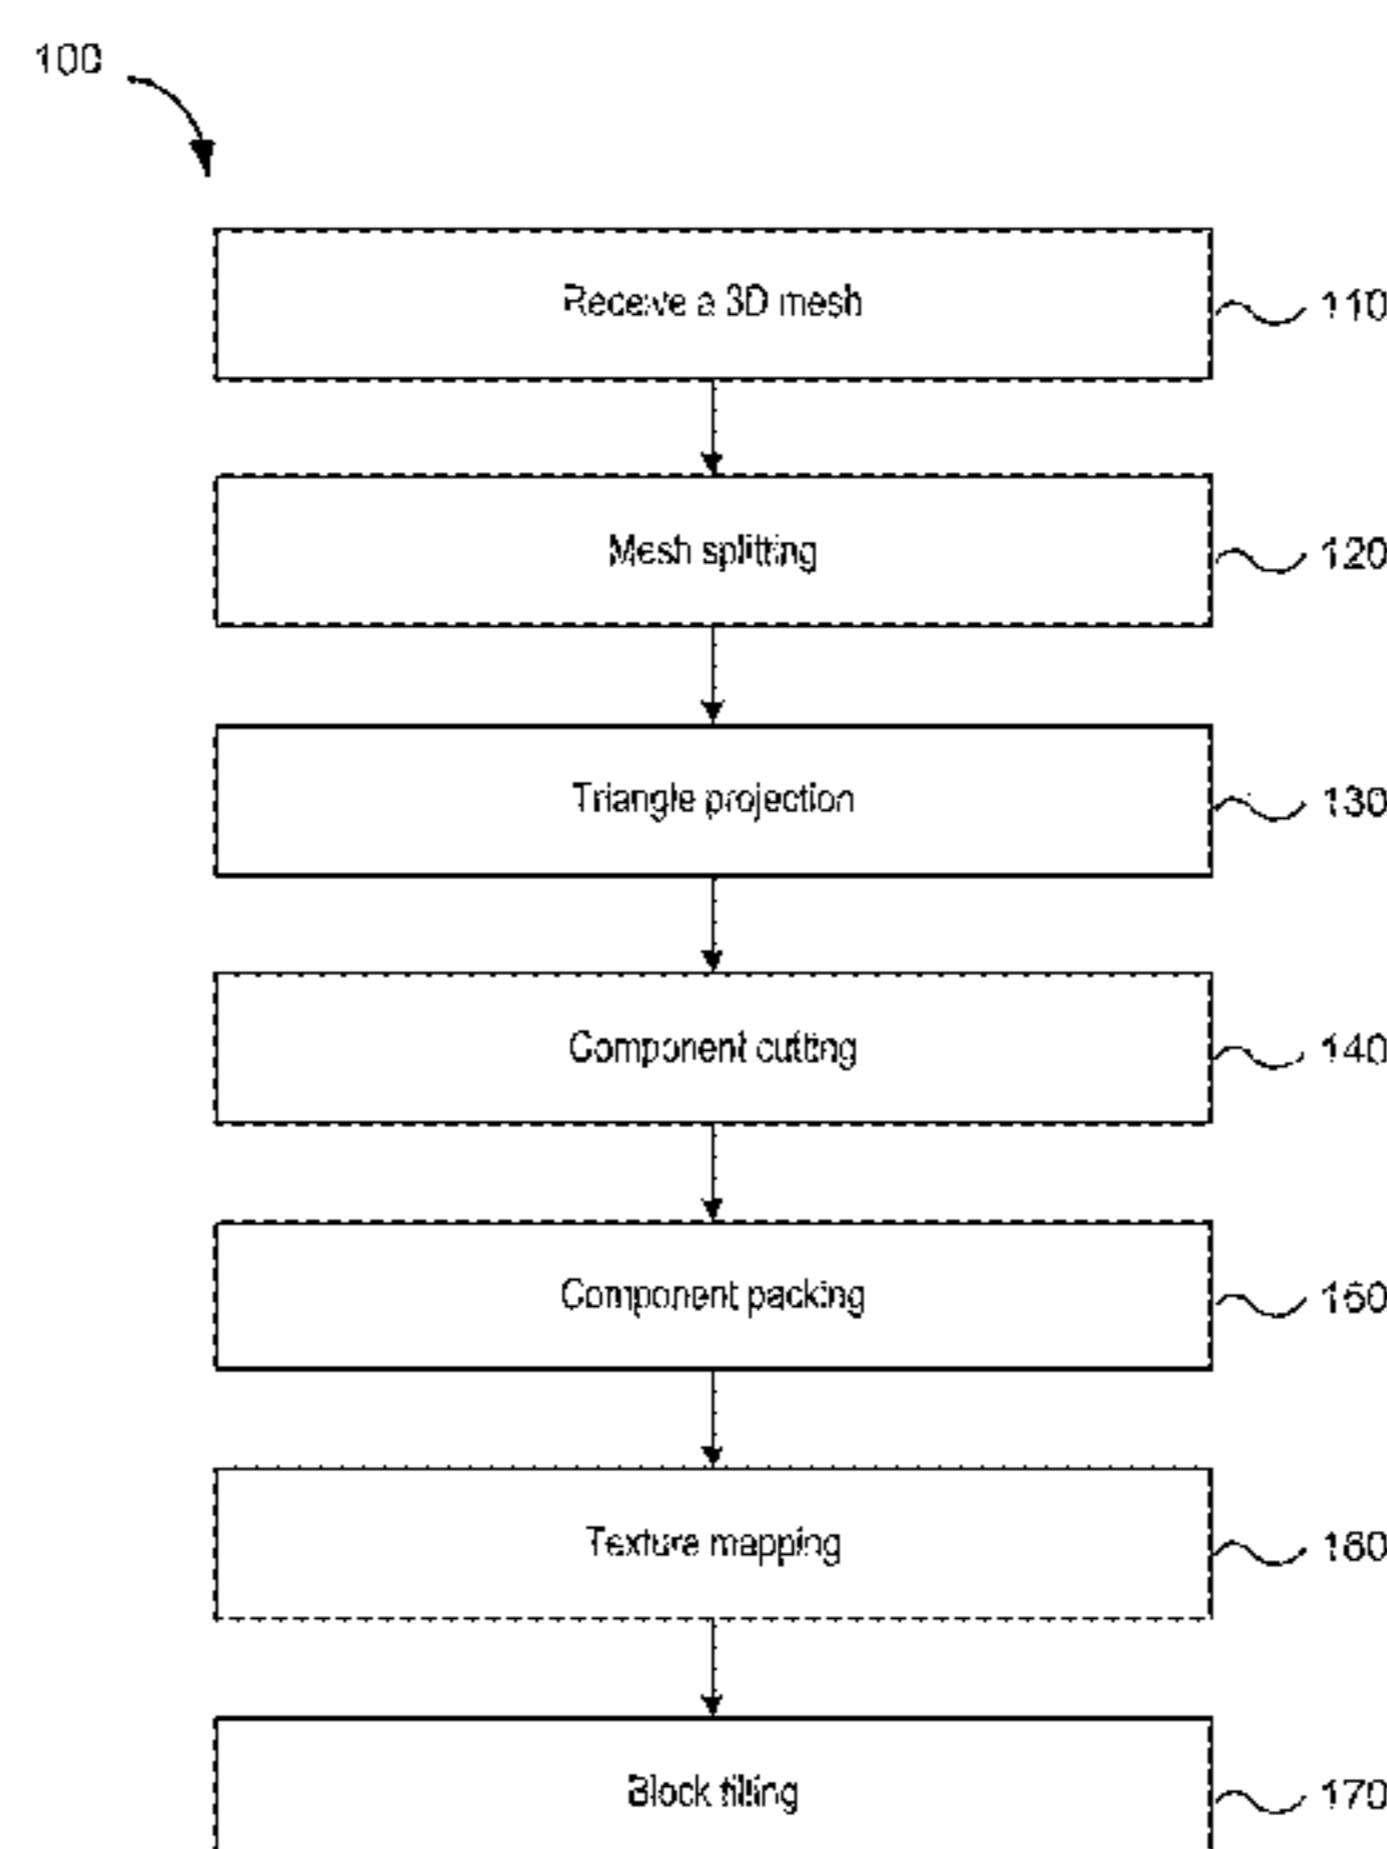 100
Receive a 3D mesh
110
Mesh splitting
120
Triangle projection
130
Component cutting
140
Component packing
150
Texture mapping
160
Block filling
170